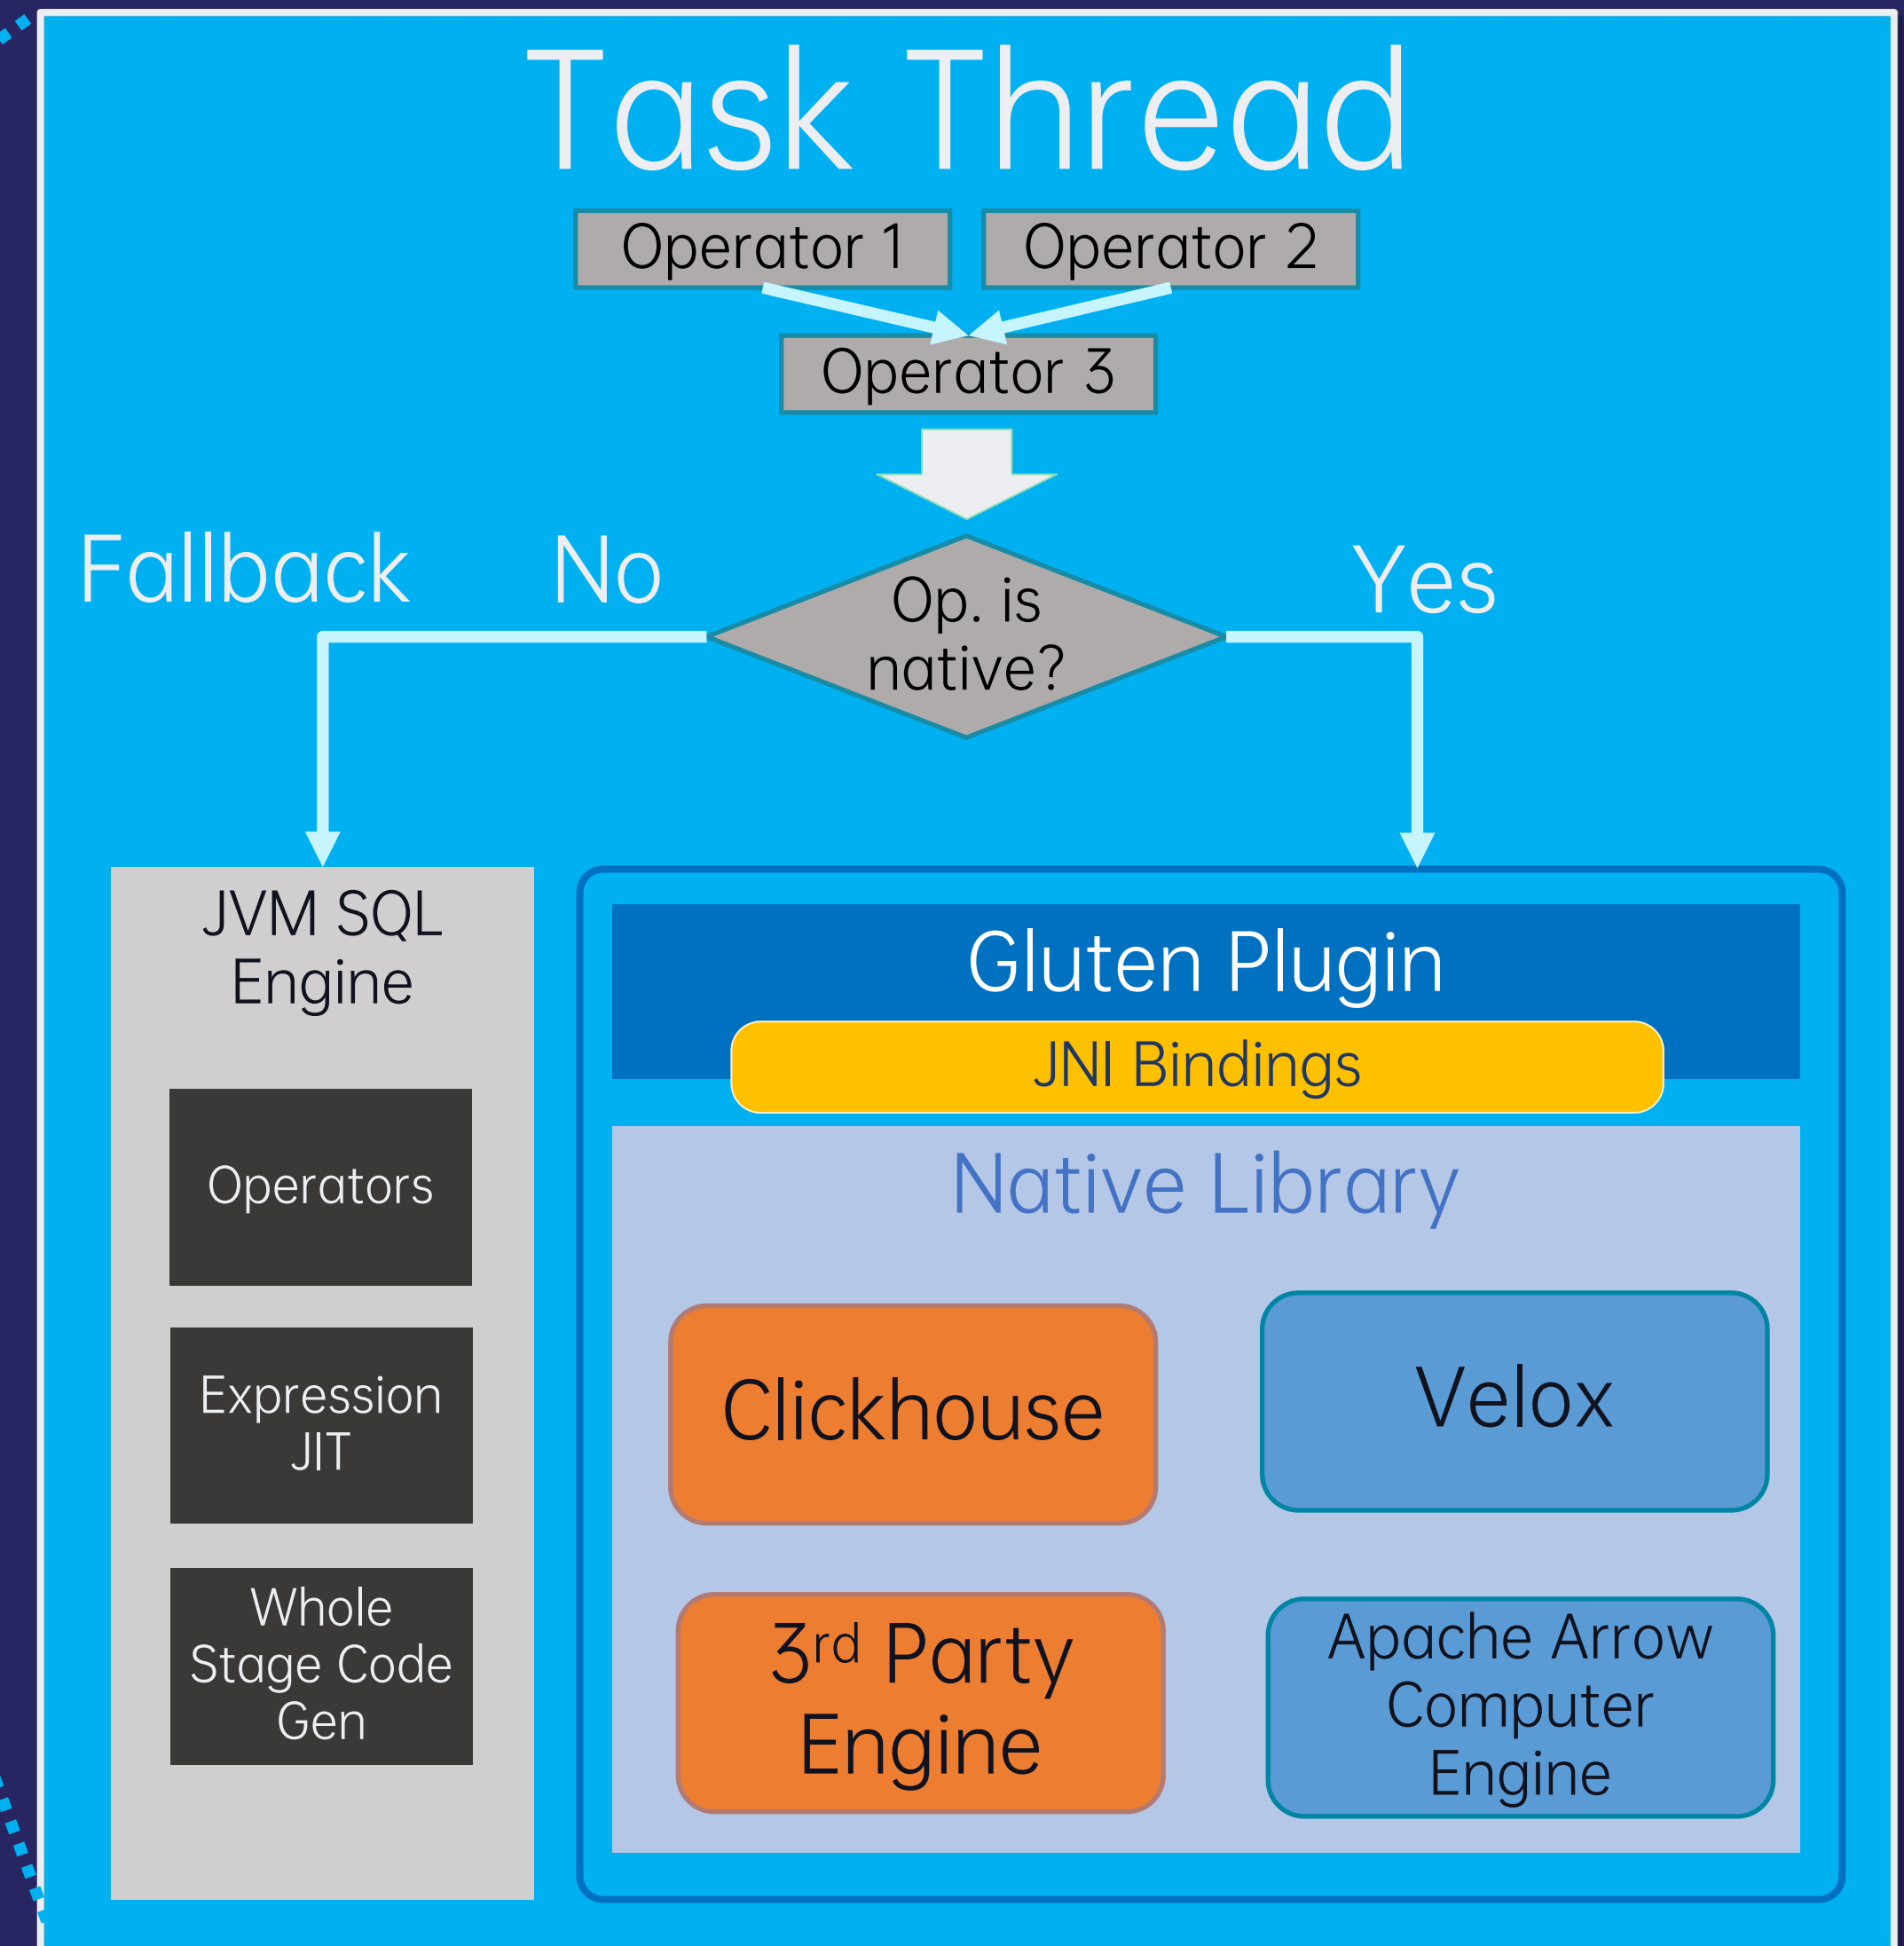 Task Thread
Operator 1
Operator 2
Operator 3
Fallback
No
Op. is
native?
Yes
JVM SQL
Engine
Operators
Expression
JIT
Whole
Stage Code
Gen
Gluten Plugin
JNI Bindings
Native Library
Clickhouse
Velox
3rd Party
Engine
Apache Arrow
Computer
Engine